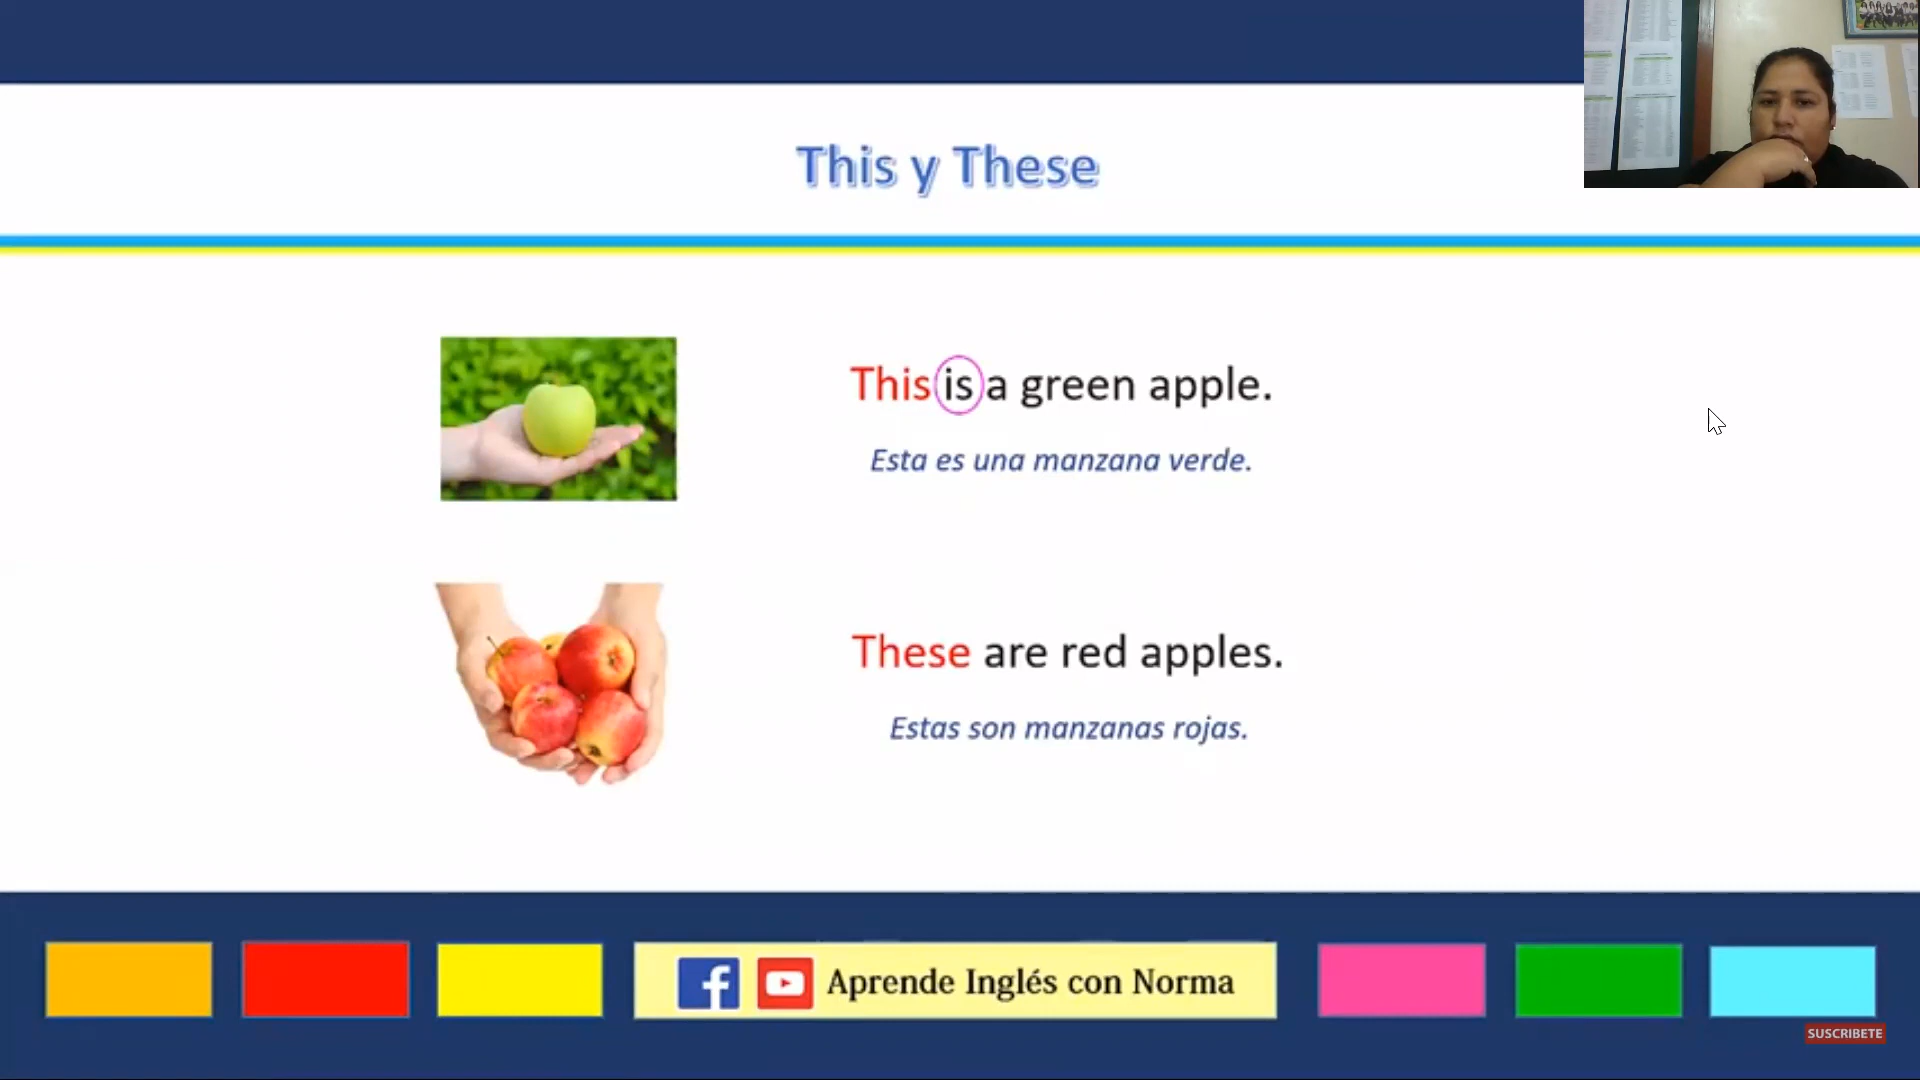 This y These
This is a green apple.
Esta es una manzana verde.
These are red apples.
Estas son manzanas rojas.
Aprende Inglés con Norma
SUSCRIBETE